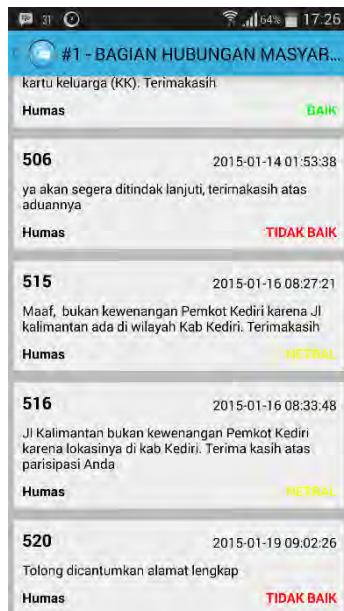 31 64% 17:26
#1 - BAGIAN HUBUNGAN MASYAR...
kartu keluarga (KK). Terimakasih
Humas BAIK
506 2015-01-14 01:53:38
ya akan segera ditindak lanjuti, terimakasih atas
aduannya
Humas TIDAK BAIK
515 2015-01-16 08:27:21
Maaf, bukan kewenangan Pemkot Kediri karena Jl
kalimantan ada di wilayah Kab Kediri. Terimakasih
Humas NETRAL
516 2015-01-16 08:33:48
Jl Kalimantan bukan kewenangan Pemkot Kediri
karena lokasinya di kab Kediri. Terima kasih atas
parisipasi Anda
Humas NETRAL
520 2015-01-19 09:02:26
Tolong dicantumkan alamat lengkap
Humas TIDAK BAIK